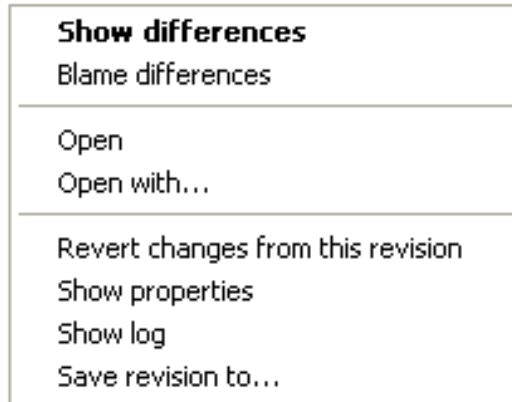 Show differences
Blame differences
Open
Open with...
Revert changes from this revision
Show properties
Show log
Save revision to...